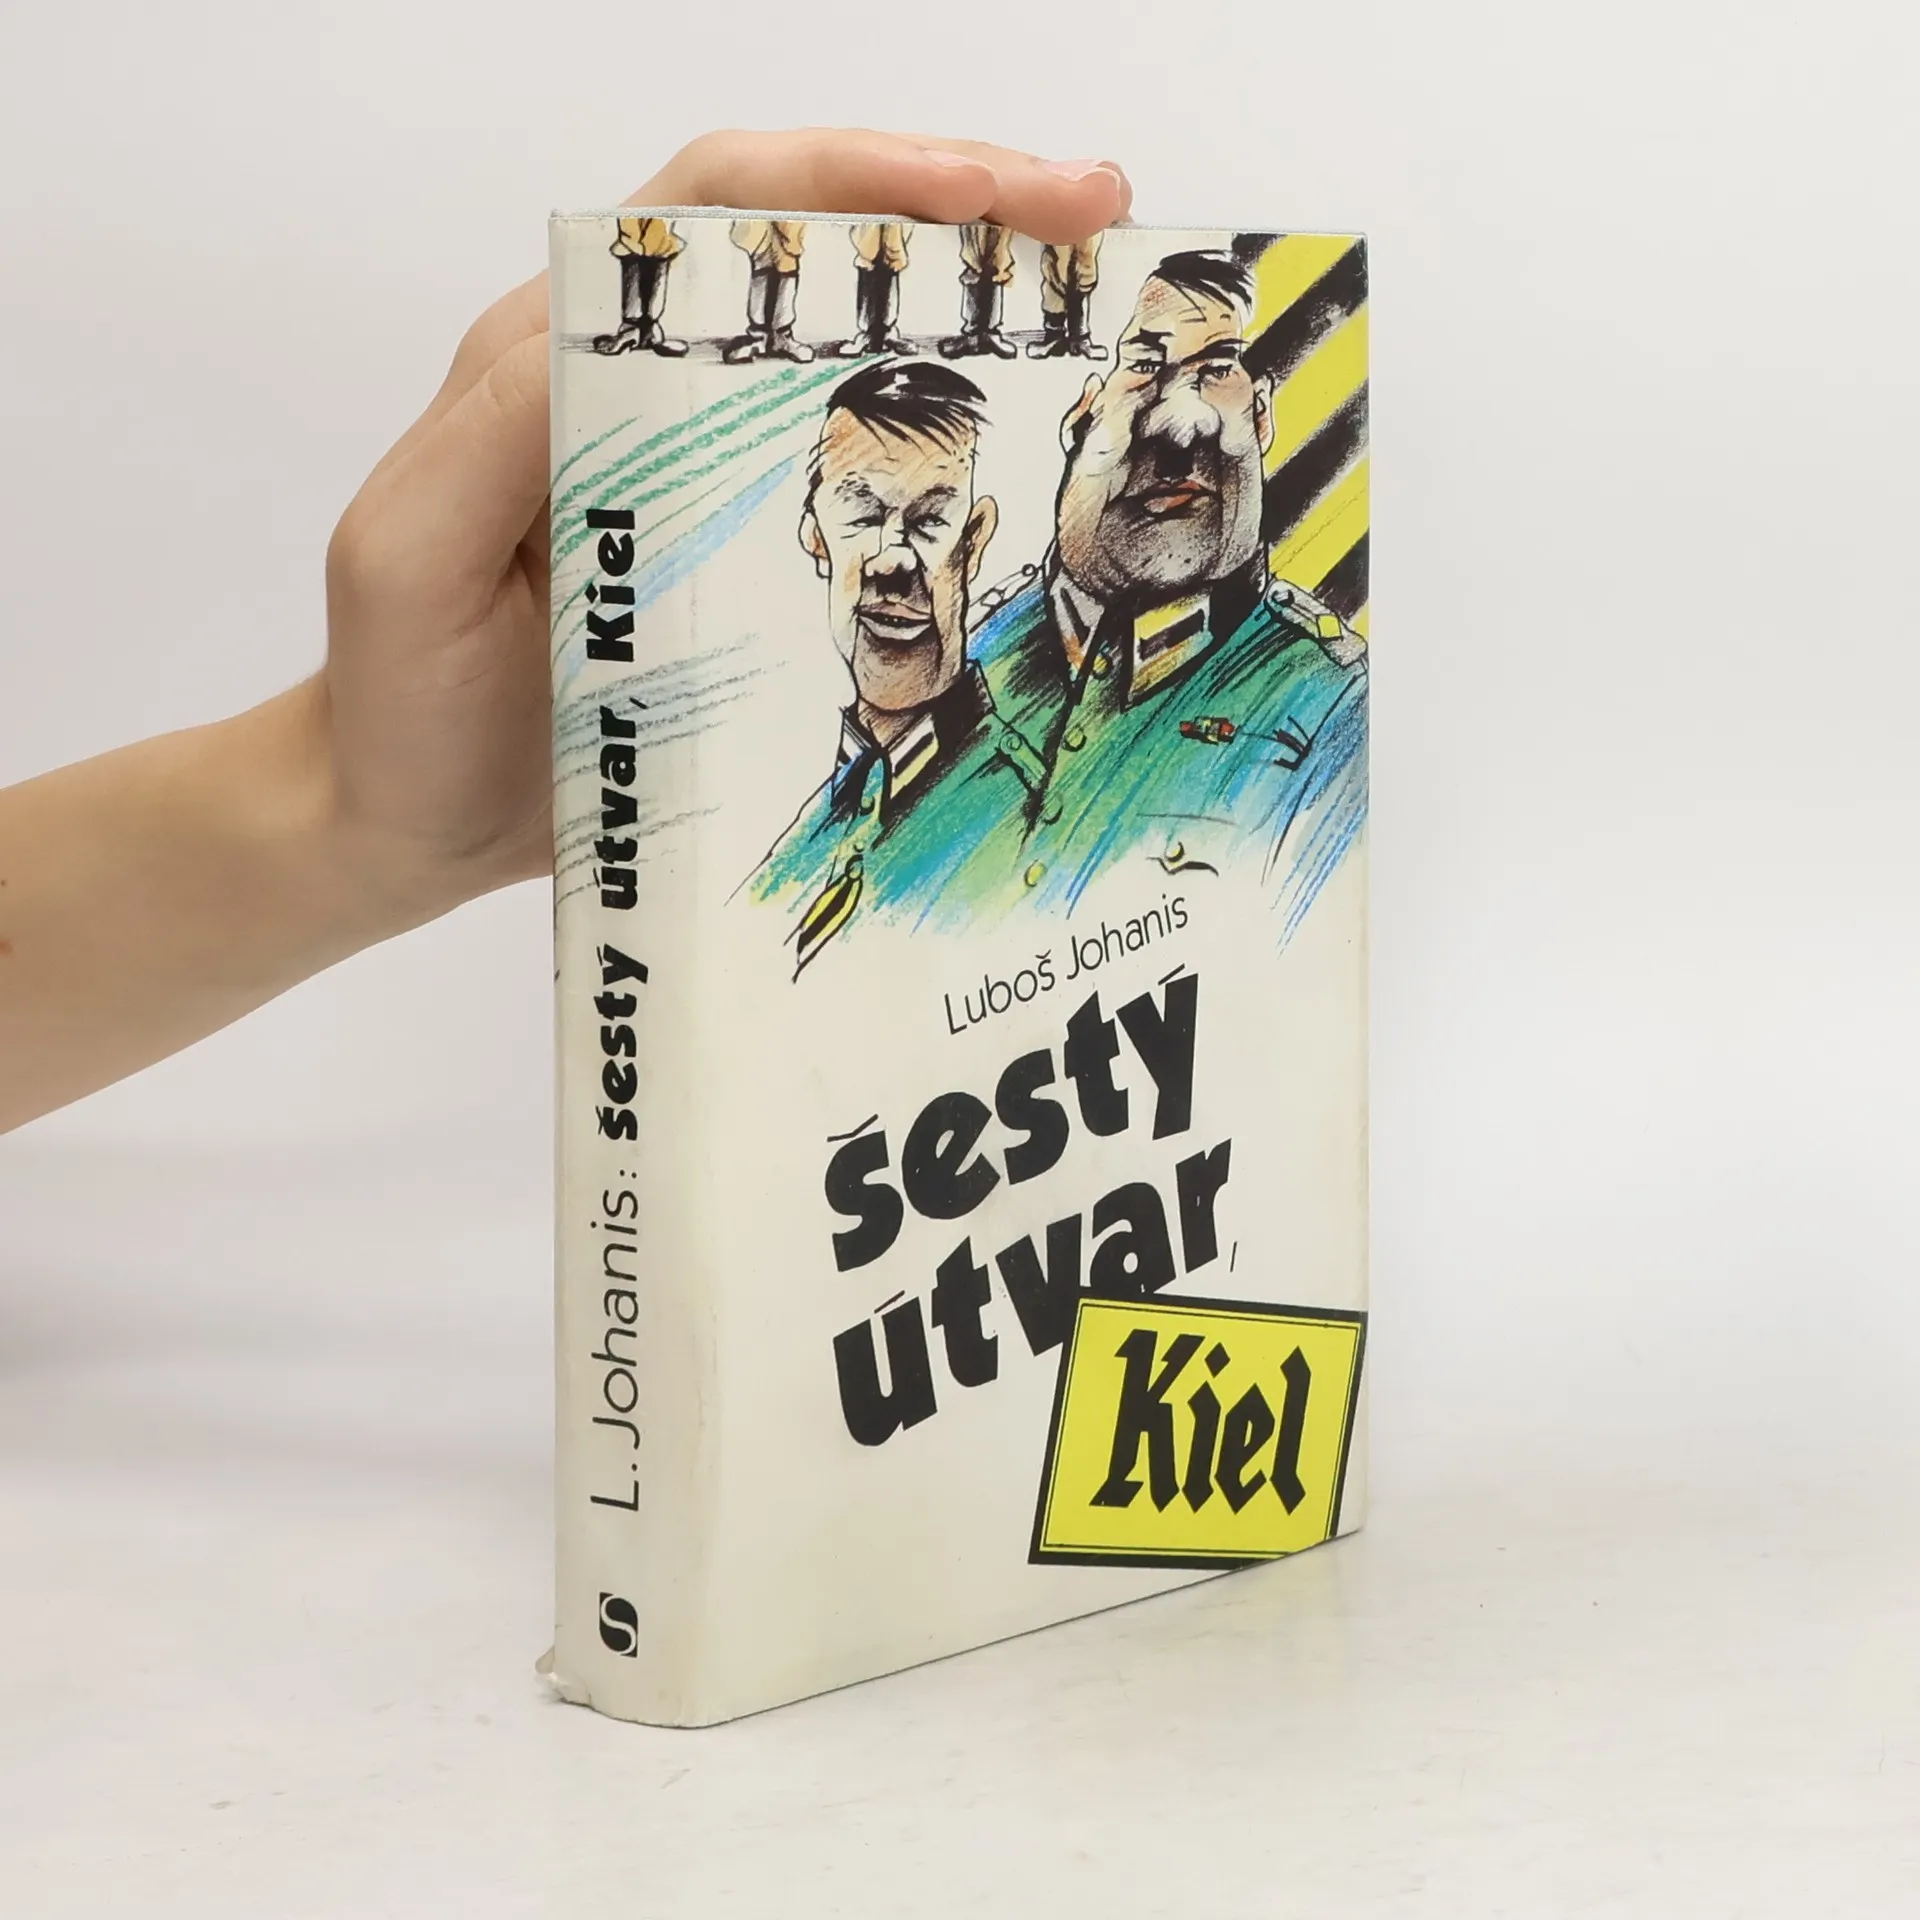 L. Johanis: šestý útvar, Kiel
S
Luboš Johanis
šestý
útvar,
Kiel